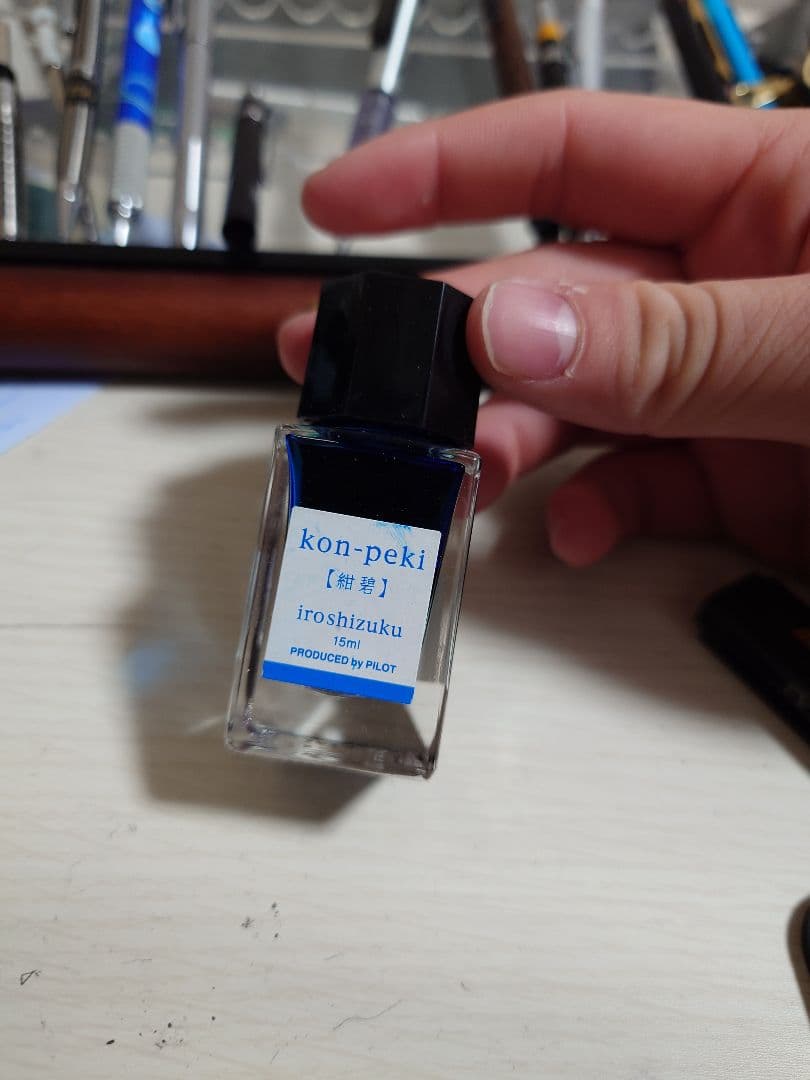 kon-peki
【紺碧】
iroshizuku
15ml
PRODUCED by PILOT